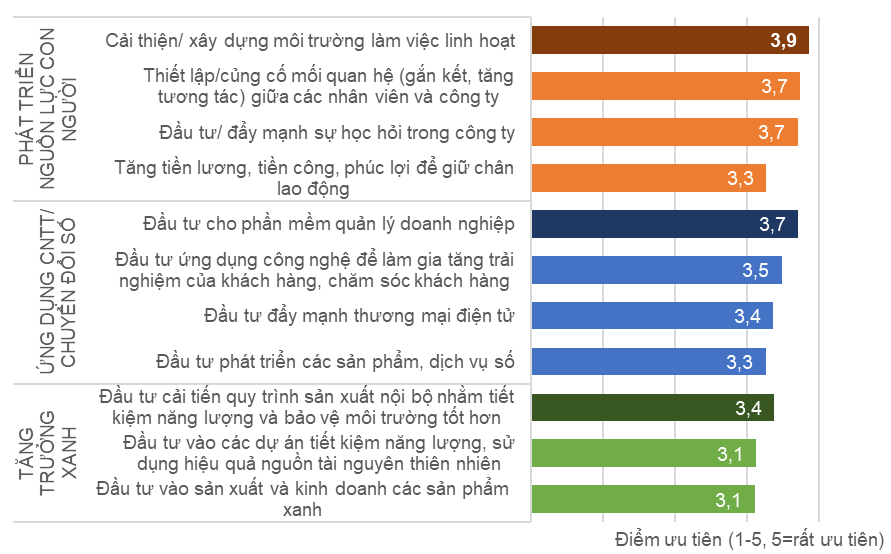 PHÁT TRIỂN
NGUỒN LỰC CON
NGƯỜI
Cải thiện/ xây dựng môi trường làm việc linh hoạt
3,9
Thiết lập/củng cố mối quan hệ (gắn kết, tăng
tương tác) giữa các nhân viên và công ty
3,7
Đầu tư/ đẩy mạnh sự học hỏi trong công ty
3,7
Tăng tiền lương, tiền công, phúc lợi để giữ chân
lao động
3,3
ỨNG DỤNG CNTT/
CHUYỂN ĐỔI SỐ
Đầu tư cho phần mềm quản lý doanh nghiệp
3,7
Đầu tư ứng dụng công nghệ để làm gia tăng trải
nghiệm của khách hàng, chăm sóc khách hàng
3,5
Đầu tư đẩy mạnh thương mại điện tử
3,4
Đầu tư phát triển các sản phẩm, dịch vụ số
3,3
TĂNG
TRƯỞNG
XANH
Đầu tư cải tiến quy trình sản xuất nội bộ nhằm tiết
kiệm năng lượng và bảo vệ môi trường tốt hơn
3,4
Đầu tư vào các dự án tiết kiệm năng lượng, sử
dụng hiệu quả nguồn tài nguyên thiên nhiên
3,1
Đầu tư vào sản xuất và kinh doanh các sản phẩm
xanh
3,1
Điểm ưu tiên (1-5, 5=rất ưu tiên)